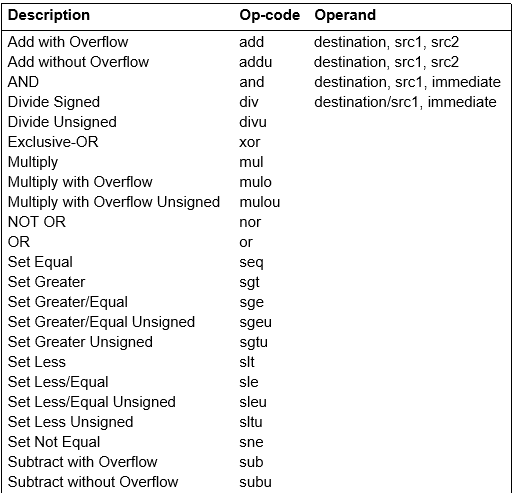 Description Op-code Operand
Add with Overflow add destination, src1, src2
Add without Overflow addu destination, src1, src2
AND and destination, src1, immediate
Divide Signed div destination/src1, immediate
Divide Unsigned divu
Exclusive-OR xor
Multiply mul
Multiply with Overflow mulo
Multiply with Overflow Unsigned mulou
NOT OR nor
OR or
Set Equal seq
Set Greater sgt
Set Greater/Equal sge
Set Greater/Equal Unsigned sgeu
Set Greater Unsigned sgtu
Set Less slt
Set Less/Equal sle
Set Less/Equal Unsigned sleu
Set Less Unsigned sltu
Set Not Equal sne
Subtract with Overflow sub
Subtract without Overflow subu